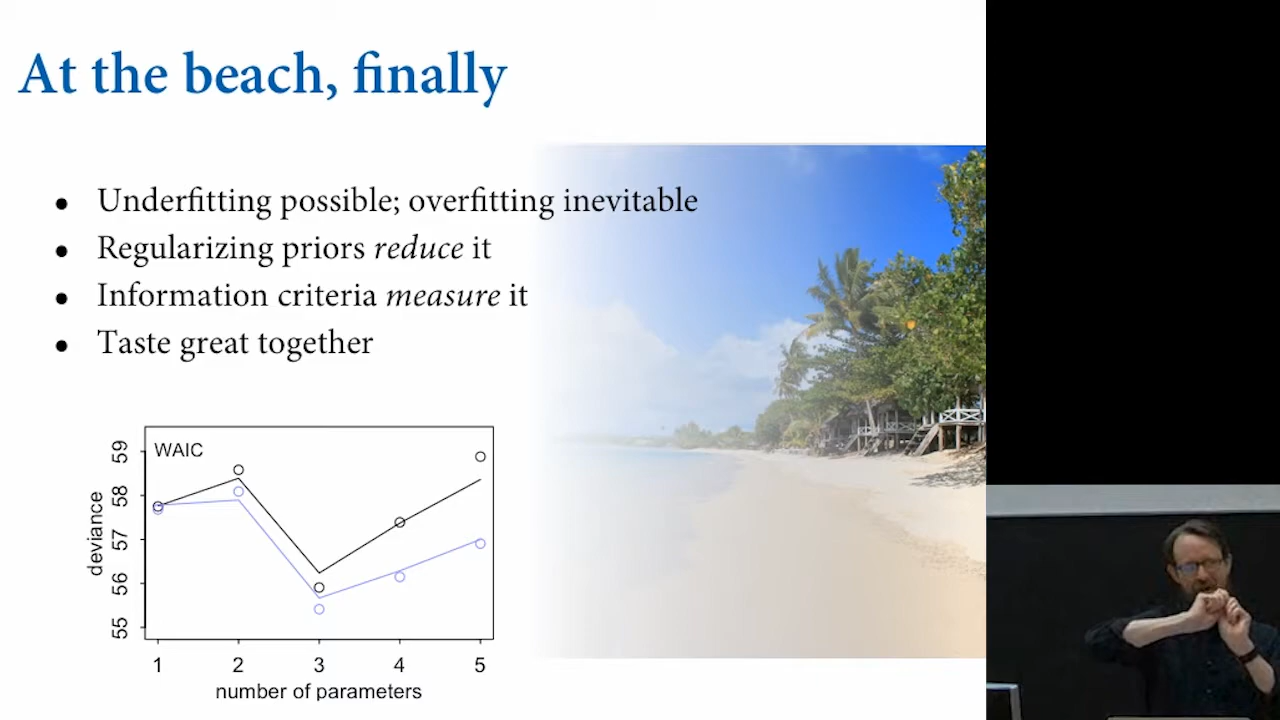 At the beach, finally
• Underfitting possible; overfitting inevitable
• Regularizing priors reduce it
• Information criteria measure it
• Taste great together
WAIC
59
58
57
56
55
deviance
1 2 3 4 5
number of parameters